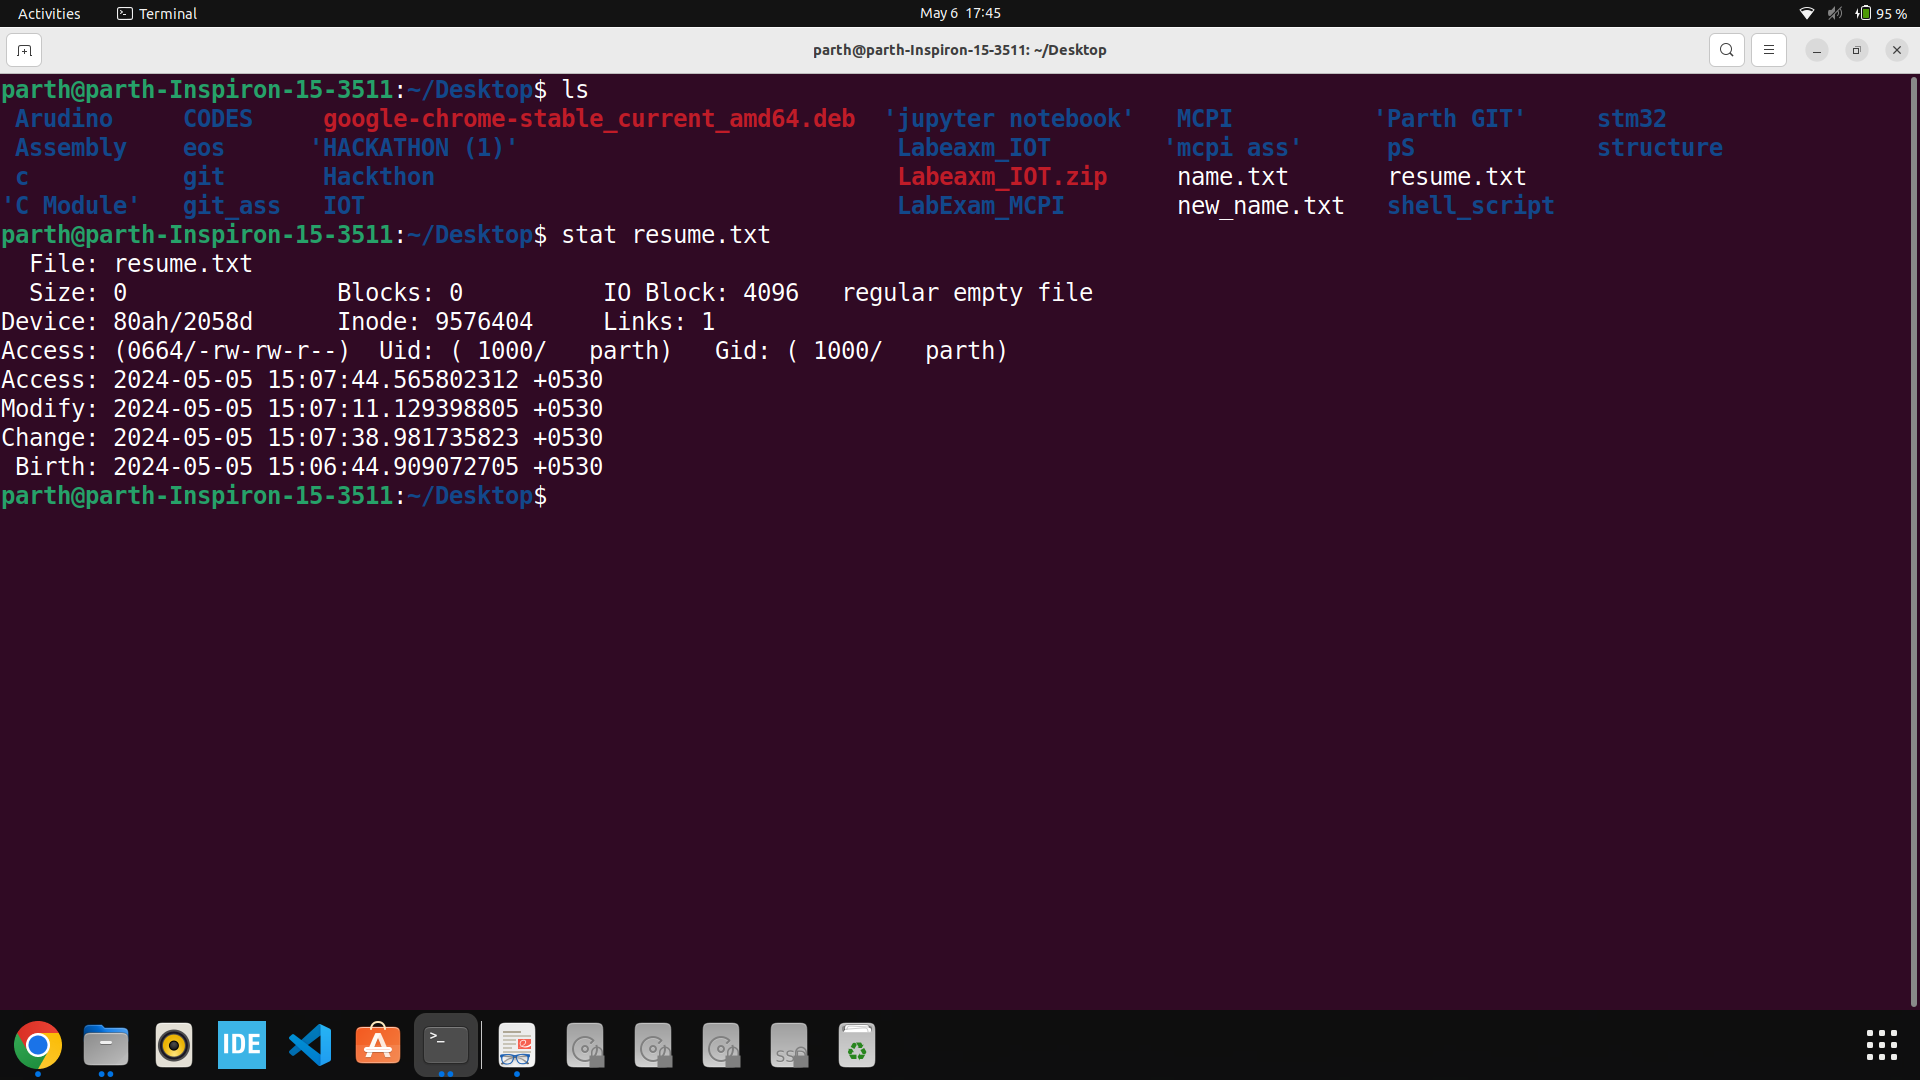 Activities Terminal May 6 17:45 95 %
parth@parth-Inspiron-15-3511: ~/Desktop
parth@parth-Inspiron-15-3511:~/Desktop$ ls
 Arudino     CODES     google-chrome-stable_current_amd64.deb  'jupyter notebook'   MCPI          'Parth GIT'     stm32
 Assembly    eos      'HACKATHON (1)'                           Labeaxm_IOT        'mcpi ass'      pS             structure
 c           git       Hackthon                                 Labeaxm_IOT.zip     name.txt       resume.txt
'C Module'   git_ass   IOT                                      LabExam_MCPI        new_name.txt   shell_script
parth@parth-Inspiron-15-3511:~/Desktop$ stat resume.txt
  File: resume.txt
  Size: 0               Blocks: 0          IO Block: 4096   regular empty file
Device: 80ah/2058d      Inode: 9576404     Links: 1
Access: (0664/-rw-rw-r--)  Uid: ( 1000/   parth)   Gid: ( 1000/   parth)
Access: 2024-05-05 15:07:44.565802312 +0530
Modify: 2024-05-05 15:07:11.129398805 +0530
Change: 2024-05-05 15:07:38.981735823 +0530
 Birth: 2024-05-05 15:06:44.909072705 +0530
parth@parth-Inspiron-15-3511:~/Desktop$
IDE >_ SSD